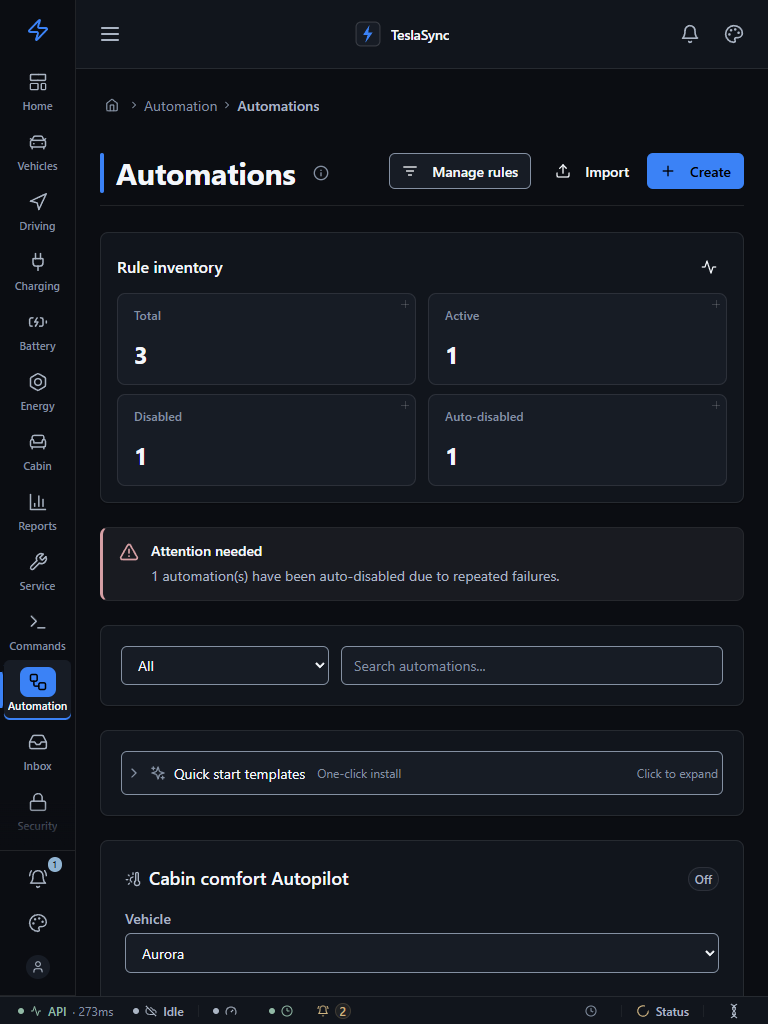 TeslaSync
Home
Vehicles
Driving
Charging
Battery
Energy
Cabin
Reports
Service
Commands
Automation
Inbox
Security
1
Automation
Automations
Automations
Manage rules
Import
Create
Rule inventory
Total
3
Active
1
Disabled
1
Auto-disabled
1
Attention needed
1 automation(s) have been auto-disabled due to repeated failures.
All
Search automations...
Quick start templates One-click install Click to expand
Cabin comfort Autopilot
Off
Vehicle
Aurora
API · 273ms
Idle
2
Status